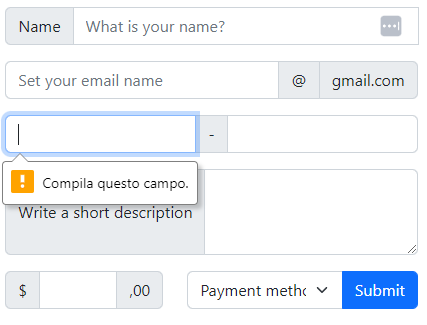 Name What is your name?
Set your email name @ gmail.com
-
Compila questo campo.
Write a short description
$ ,00 Payment metho Submit